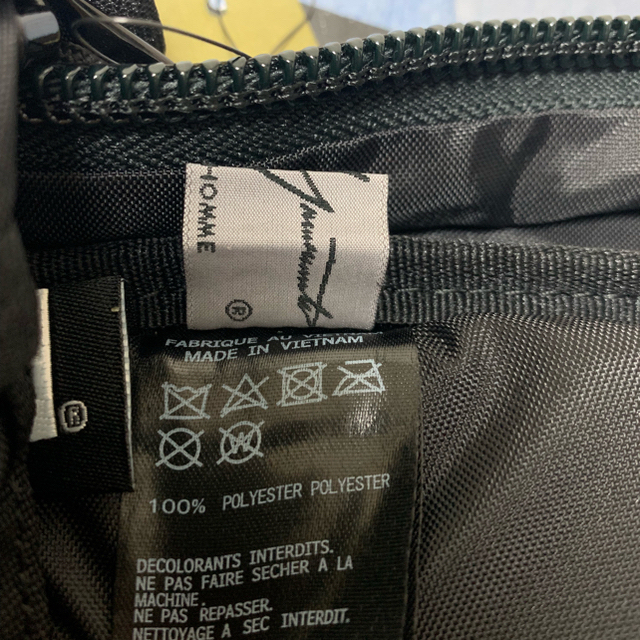 HOMME
®
FABRIQUE AU
MADE IN VIETNAM
W
®
100% POLYESTER POLYESTER
DECOLORANTS INTERDITS.
NE PAS FAIRE SECHER A LA
MACHINE.
NE PAS REPASSER.
NETTOYAGE A SEC INTERDIT.